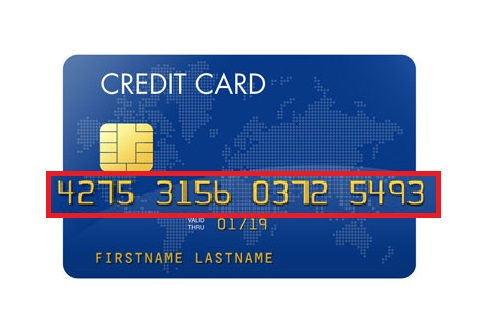 CREDIT CARD
4275 3156 0372 5493
VALID
THRU 01/19
FIRSTNAME LASTNAME